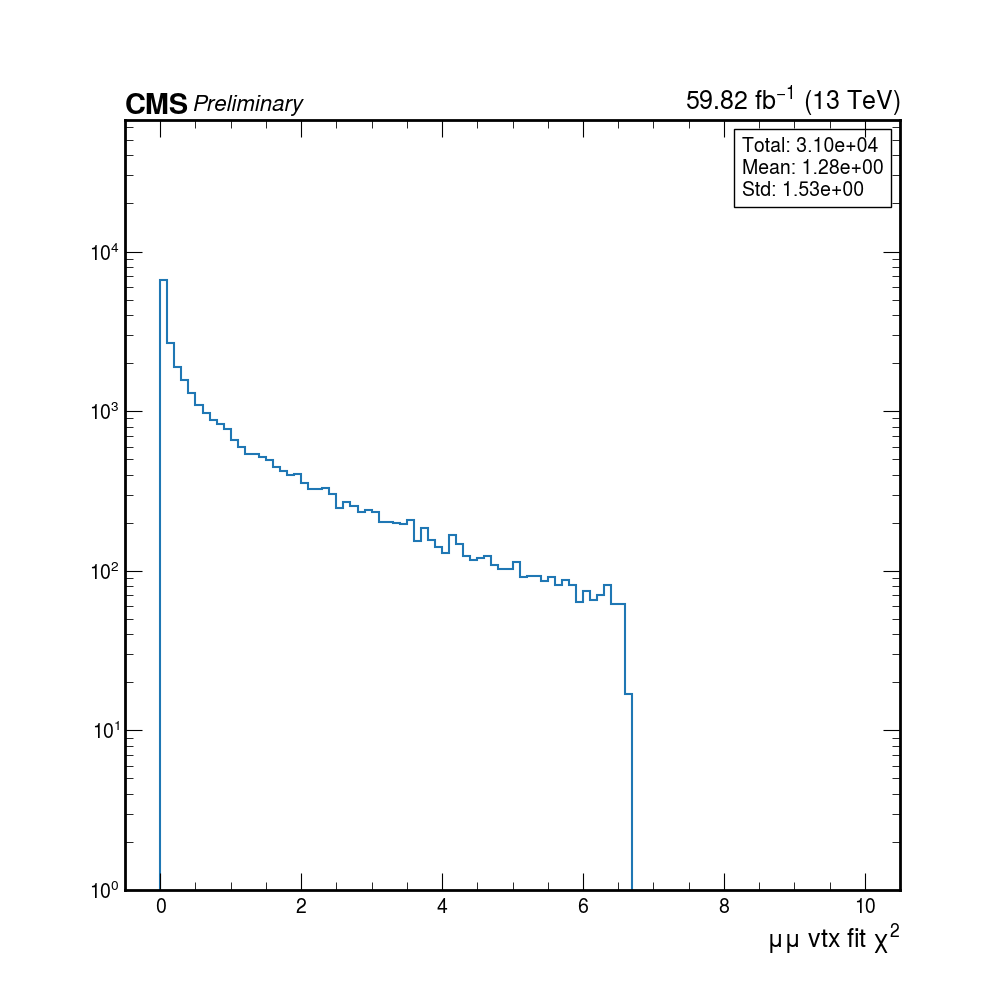 CMS Preliminary
59.82 fb⁻¹ (13 TeV)
Total: 3.10e+04
Mean: 1.28e+00
Std: 1.53e+00
10⁴
10³
10²
10¹
10⁰
0 2 4 6 8 10
μμ vtx fit χ²